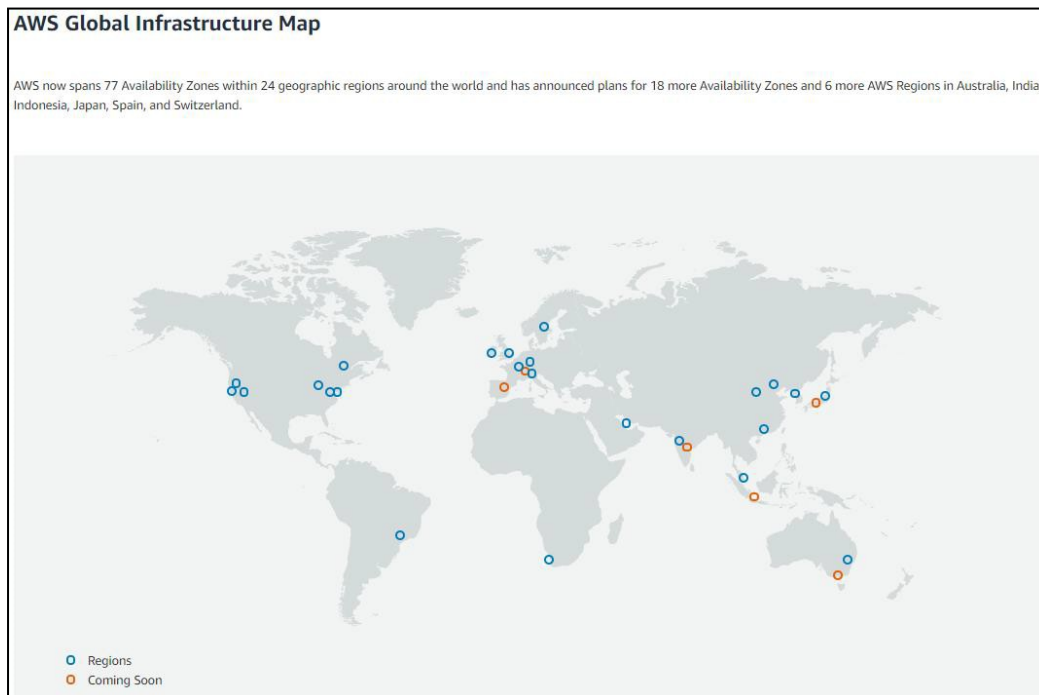 AWS Global Infrastructure Map
AWS now spans 77 Availability Zones within 24 geographic regions around the world and has announced plans for 18 more Availability Zones and 6 more AWS Regions in Australia, India
Indonesia, Japan, Spain, and Switzerland.
Regions
Coming Soon